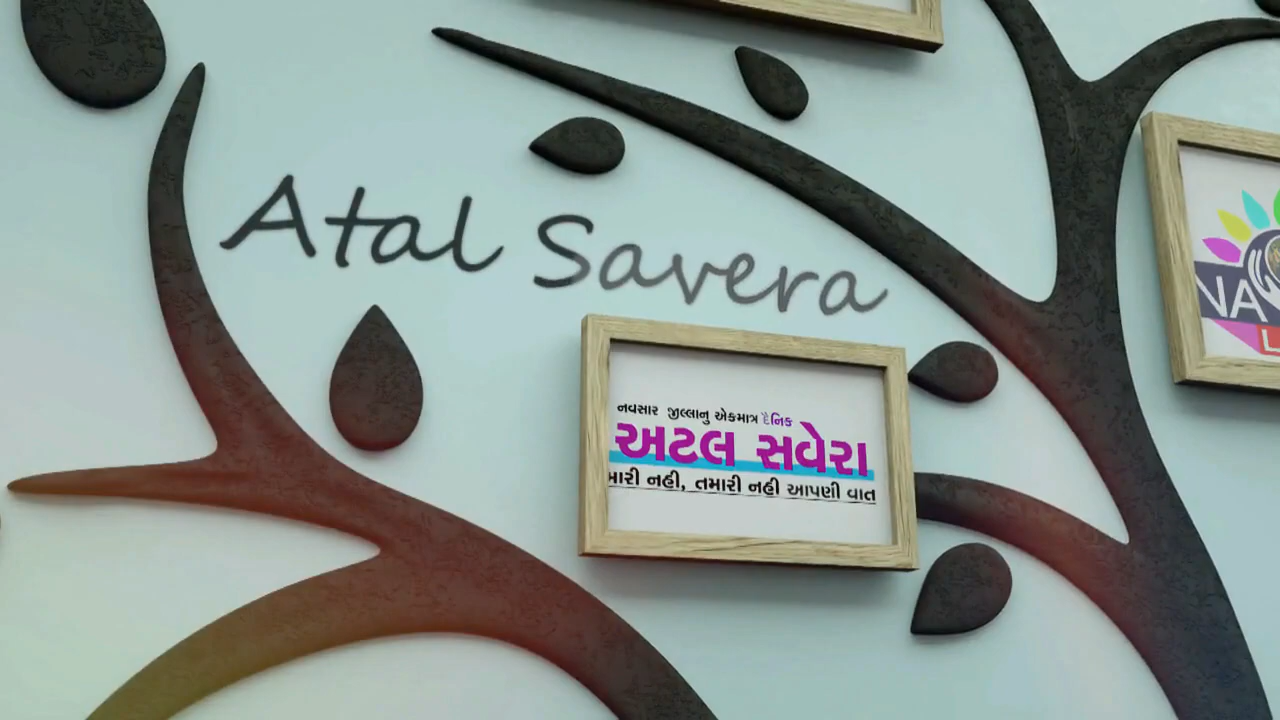 Atal Savera
નવસાર જીલ્લાનુ એકમાત્ર દૈનિક
અટલ સવેરા
મારી નહી, તમારી નહી આપણી વાત